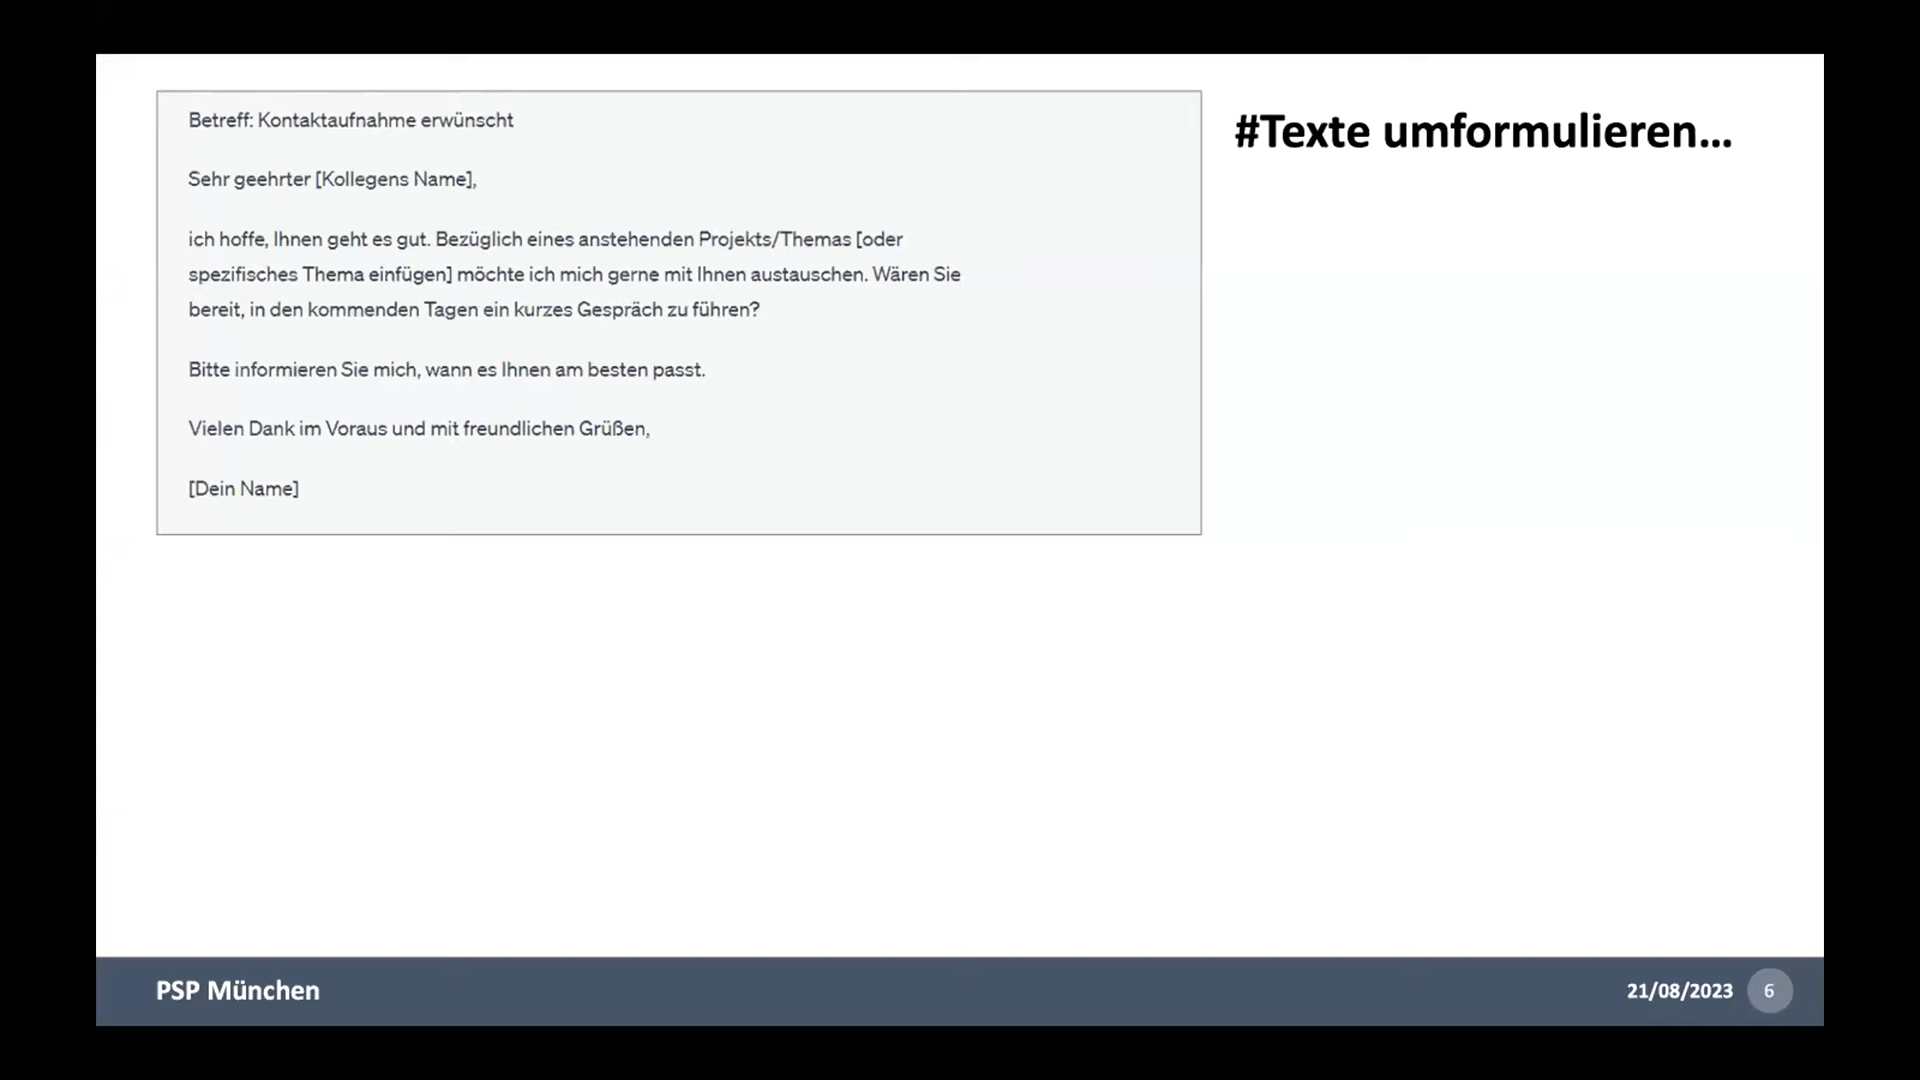 Betreff: Kontaktaufnahme erwünscht
Sehr geehrter [Kollegens Name],
ich hoffe, Ihnen geht es gut. Bezüglich eines anstehenden Projekts/Themas [oder
spezifisches Thema einfügen] möchte ich mich gerne mit Ihnen austauschen. Wären Sie
bereit, in den kommenden Tagen ein kurzes Gespräch zu führen?
Bitte informieren Sie mich, wann es Ihnen am besten passt.
Vielen Dank im Voraus und mit freundlichen Grüßen,
[Dein Name]
#Texte umformulieren...
PSP München
21/08/2023 6